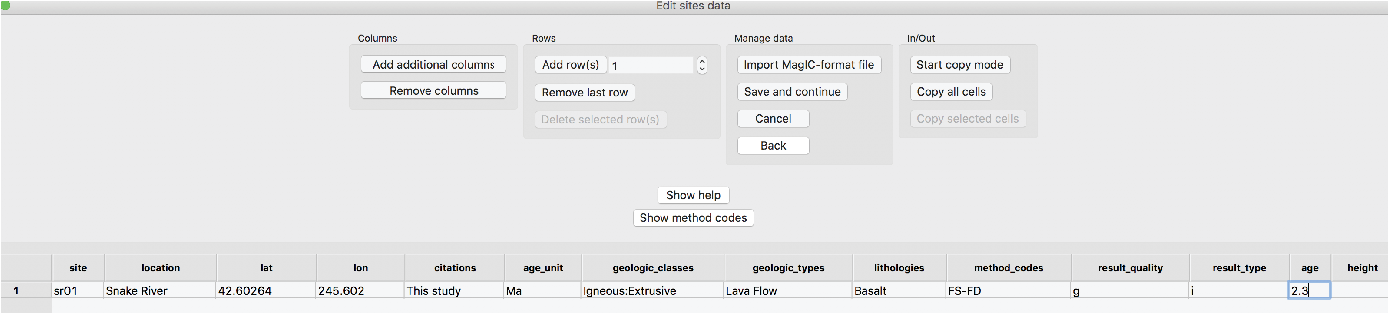 Edit sites data
Columns
Add additional columns
Remove columns
Rows
Add row(s) 1
Remove last row
Delete selected row(s)
Manage data
Import MagIC-format file
Save and continue
Cancel
Back
In/Out
Start copy mode
Copy all cells
Copy selected cells
Show help
Show method codes
site location lat lon citations age_unit geologic_classes geologic_types lithologies method_codes result_quality result_type age height
1 sr01 Snake River 42.60264 245.602 This study Ma Igneous:Extrusive Lava Flow Basalt FS-FD g i 2.3